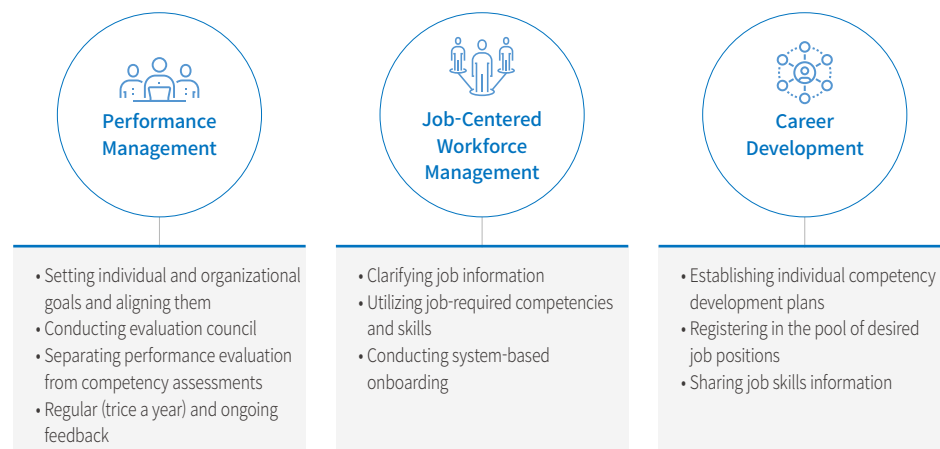 Performance
Management
• Setting individual and organizational
goals and aligning them
• Conducting evaluation council
• Separating performance evaluation
from competency assessments
• Regular (trice a year) and ongoing
feedback
Job-Centered
Workforce
Management
• Clarifying job information
• Utilizing job-required competencies
and skills
• Conducting system-based
onboarding
Career
Development
• Establishing individual competency
development plans
• Registering in the pool of desired
job positions
• Sharing job skills information